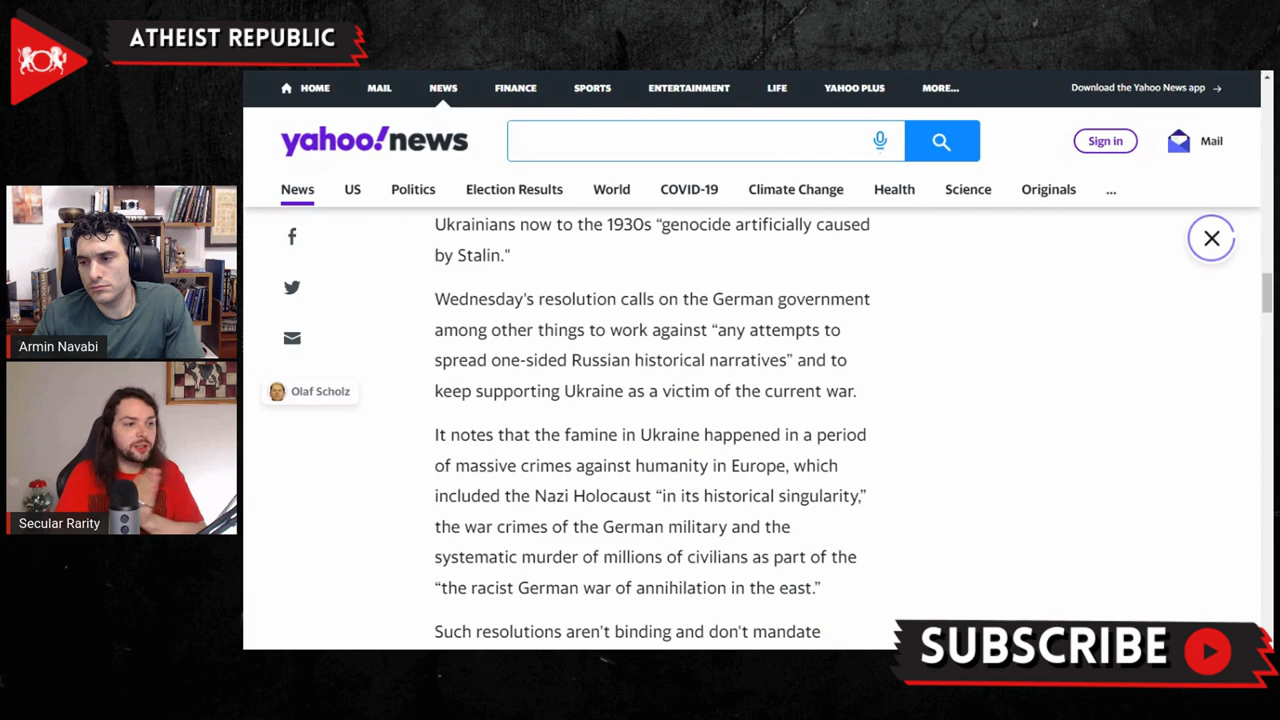 ATHEIST REPUBLIC
HOME MAIL NEWS FINANCE SPORTS ENTERTAINMENT LIFE YAHOO PLUS MORE... Download the Yahoo News app →
yahoo!news Sign in Mail
News US Politics Election Results World COVID-19 Climate Change Health Science Originals ...
Ukrainians now to the 1930s “genocide artificially caused
by Stalin."
Wednesday's resolution calls on the German government
among other things to work against “any attempts to
spread one-sided Russian historical narratives” and to
keep supporting Ukraine as a victim of the current war.
Olaf Scholz
It notes that the famine in Ukraine happened in a period
of massive crimes against humanity in Europe, which
included the Nazi Holocaust “in its historical singularity,”
the war crimes of the German military and the
systematic murder of millions of civilians as part of the
“the racist German war of annihilation in the east.”
Such resolutions aren't binding and don't mandate
Armin Navabi
Secular Rarity
SUBSCRIBE